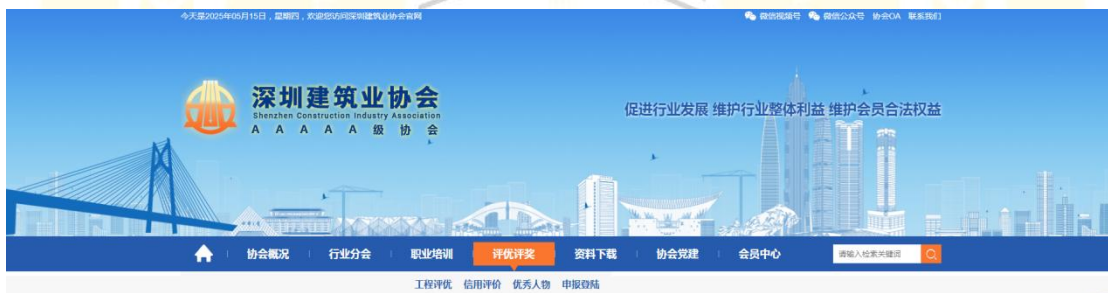 今天是2025年05月15日，星期四，欢迎您访问深圳建筑业协会官网 微信视频号 微信公众号 协会OA 联系我们
深圳建筑业协会
Shenzhen Construction Industry Association
AAAAA级协会
促进行业发展 维护行业整体利益 维护会员合法权益
协会概况 行业分会 职业培训 评优评奖 资料下载 协会党建 会员中心 请输入检索关键词
工程评优 信用评价 优秀人物 申报登陆